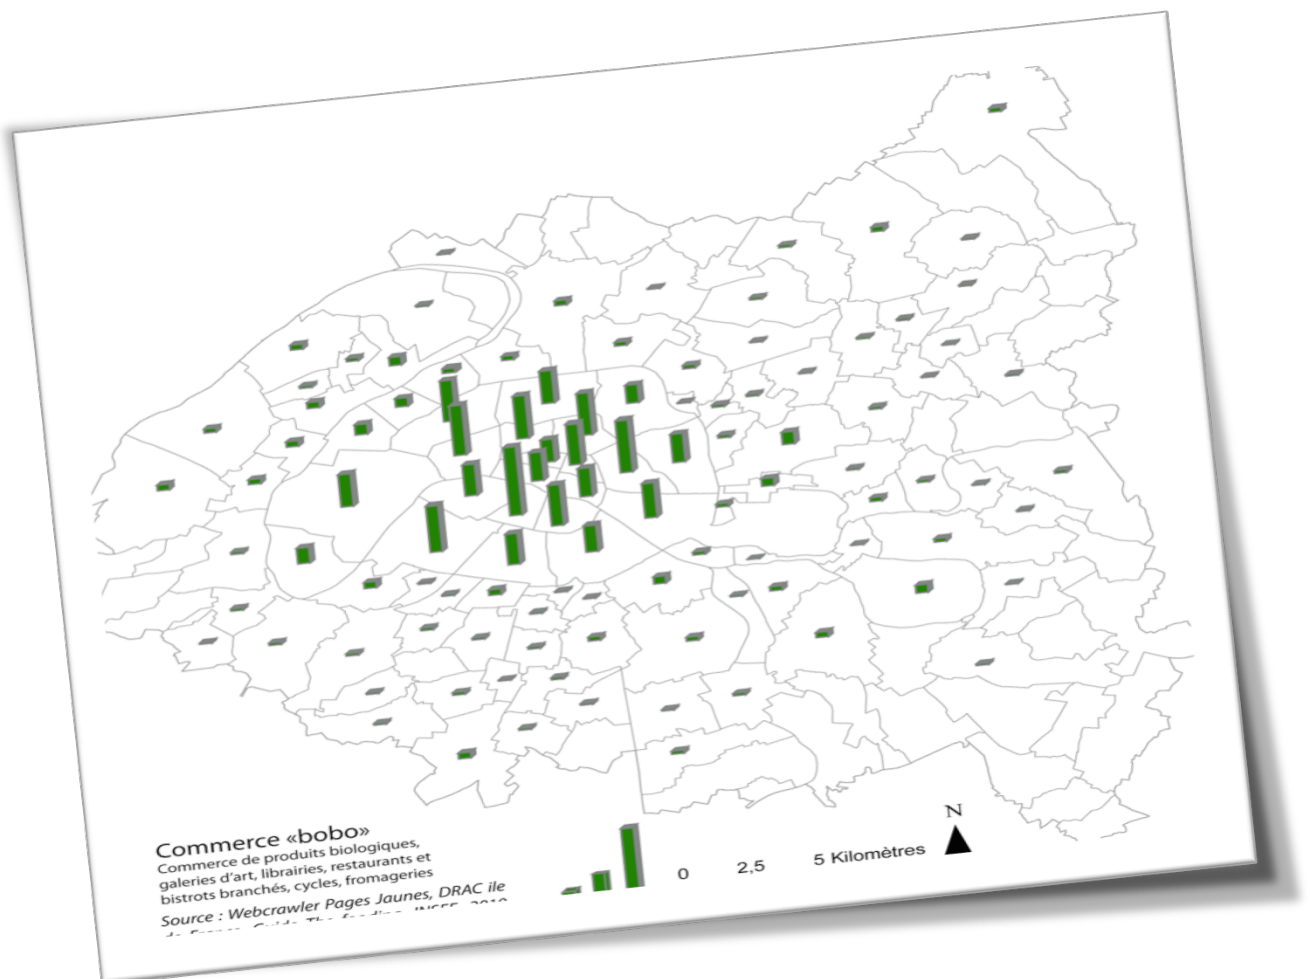 Commerce «bobo»
Commerce de produits biologiques,
galeries d'art, librairies, restaurants et
bistrots branchés, cycles, fromageries
Source : Webcrawler Pages Jaunes, DRAC ile
0 2,5 5 Kilomètres
N